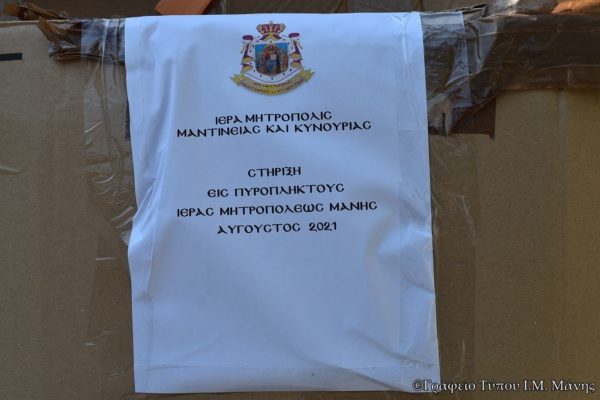 ΙΕΡΑ ΜΗΤΡΟΠΟΛΙΣ
ΜΑΝΤΙΝΕΙΑΣ ΚΑΙ ΚΥΝΟΥΡΙΑΣ
ΣΤΗΡΙΞΗ
ΕΙΣ ΠΥΡΟΠΛΗΚΤΟΥΣ
ΙΕΡΑΣ ΜΗΤΡΟΠΟΛΕΩΣ ΜΑΝΗΣ
ΑΥΓΟΥΣΤΟΣ 2021
©Γραφείο Τύπου Ι.Μ. Μάνης